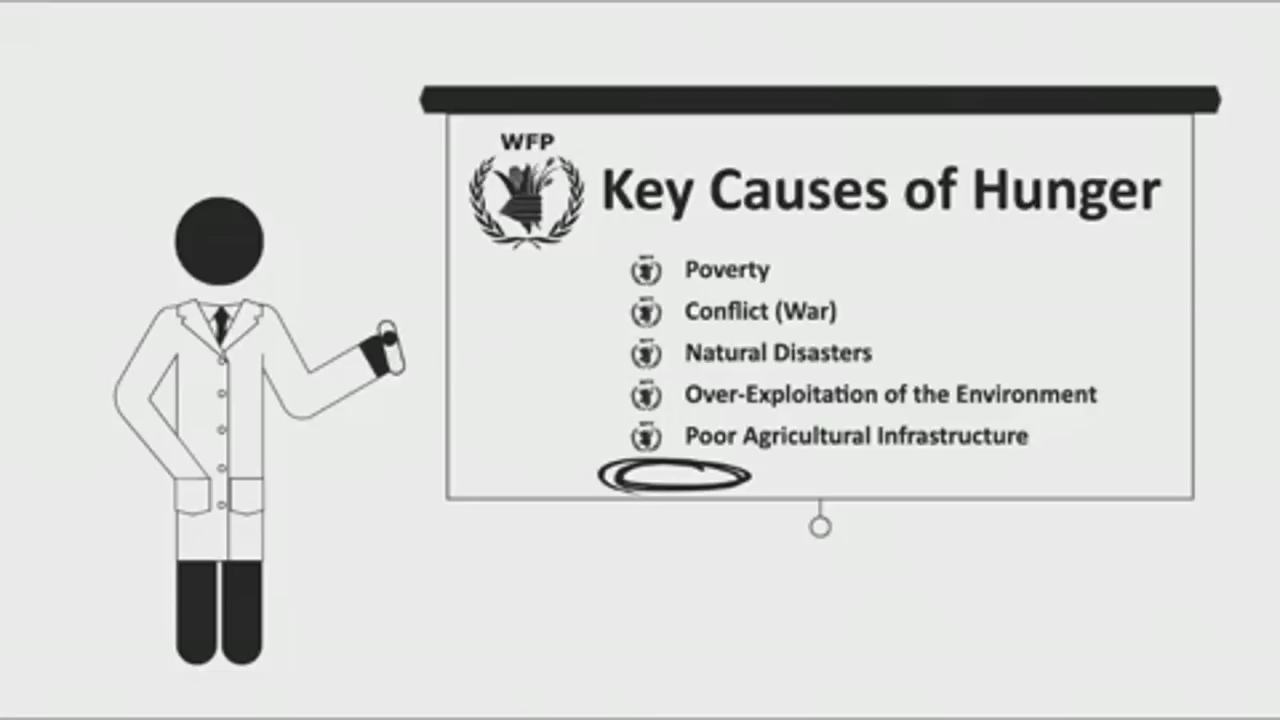 WFP
Key Causes of Hunger
Poverty
Conflict (War)
Natural Disasters
Over-Exploitation of the Environment
Poor Agricultural Infrastructure